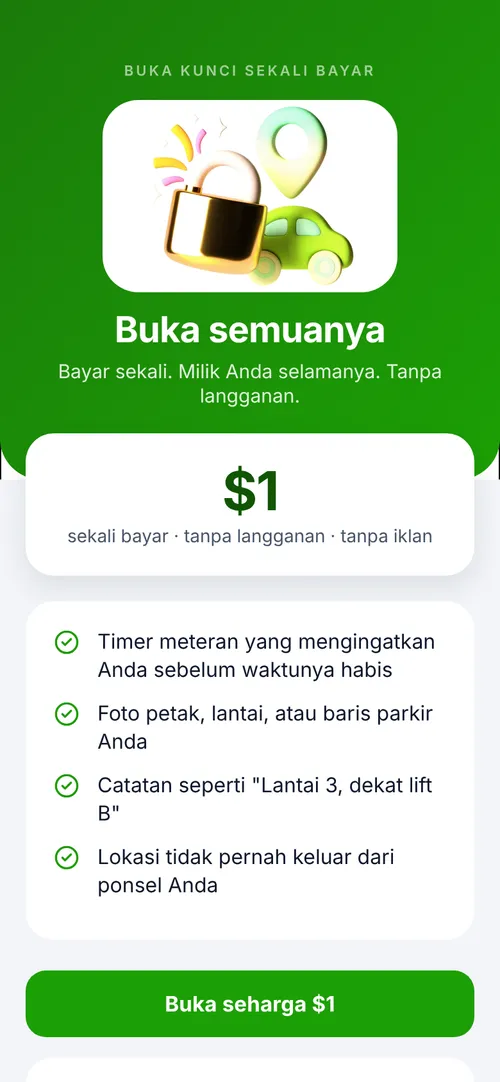 BUKA KUNCI SEKALI BAYAR
Buka semuanya
Bayar sekali. Milik Anda selamanya. Tanpa
langganan.
$1
sekali bayar · tanpa langganan · tanpa iklan
Timer meteran yang mengingatkan
Anda sebelum waktunya habis
Foto petak, lantai, atau baris parkir
Anda
Catatan seperti "Lantai 3, dekat lift
B"
Lokasi tidak pernah keluar dari
ponsel Anda
Buka seharga $1